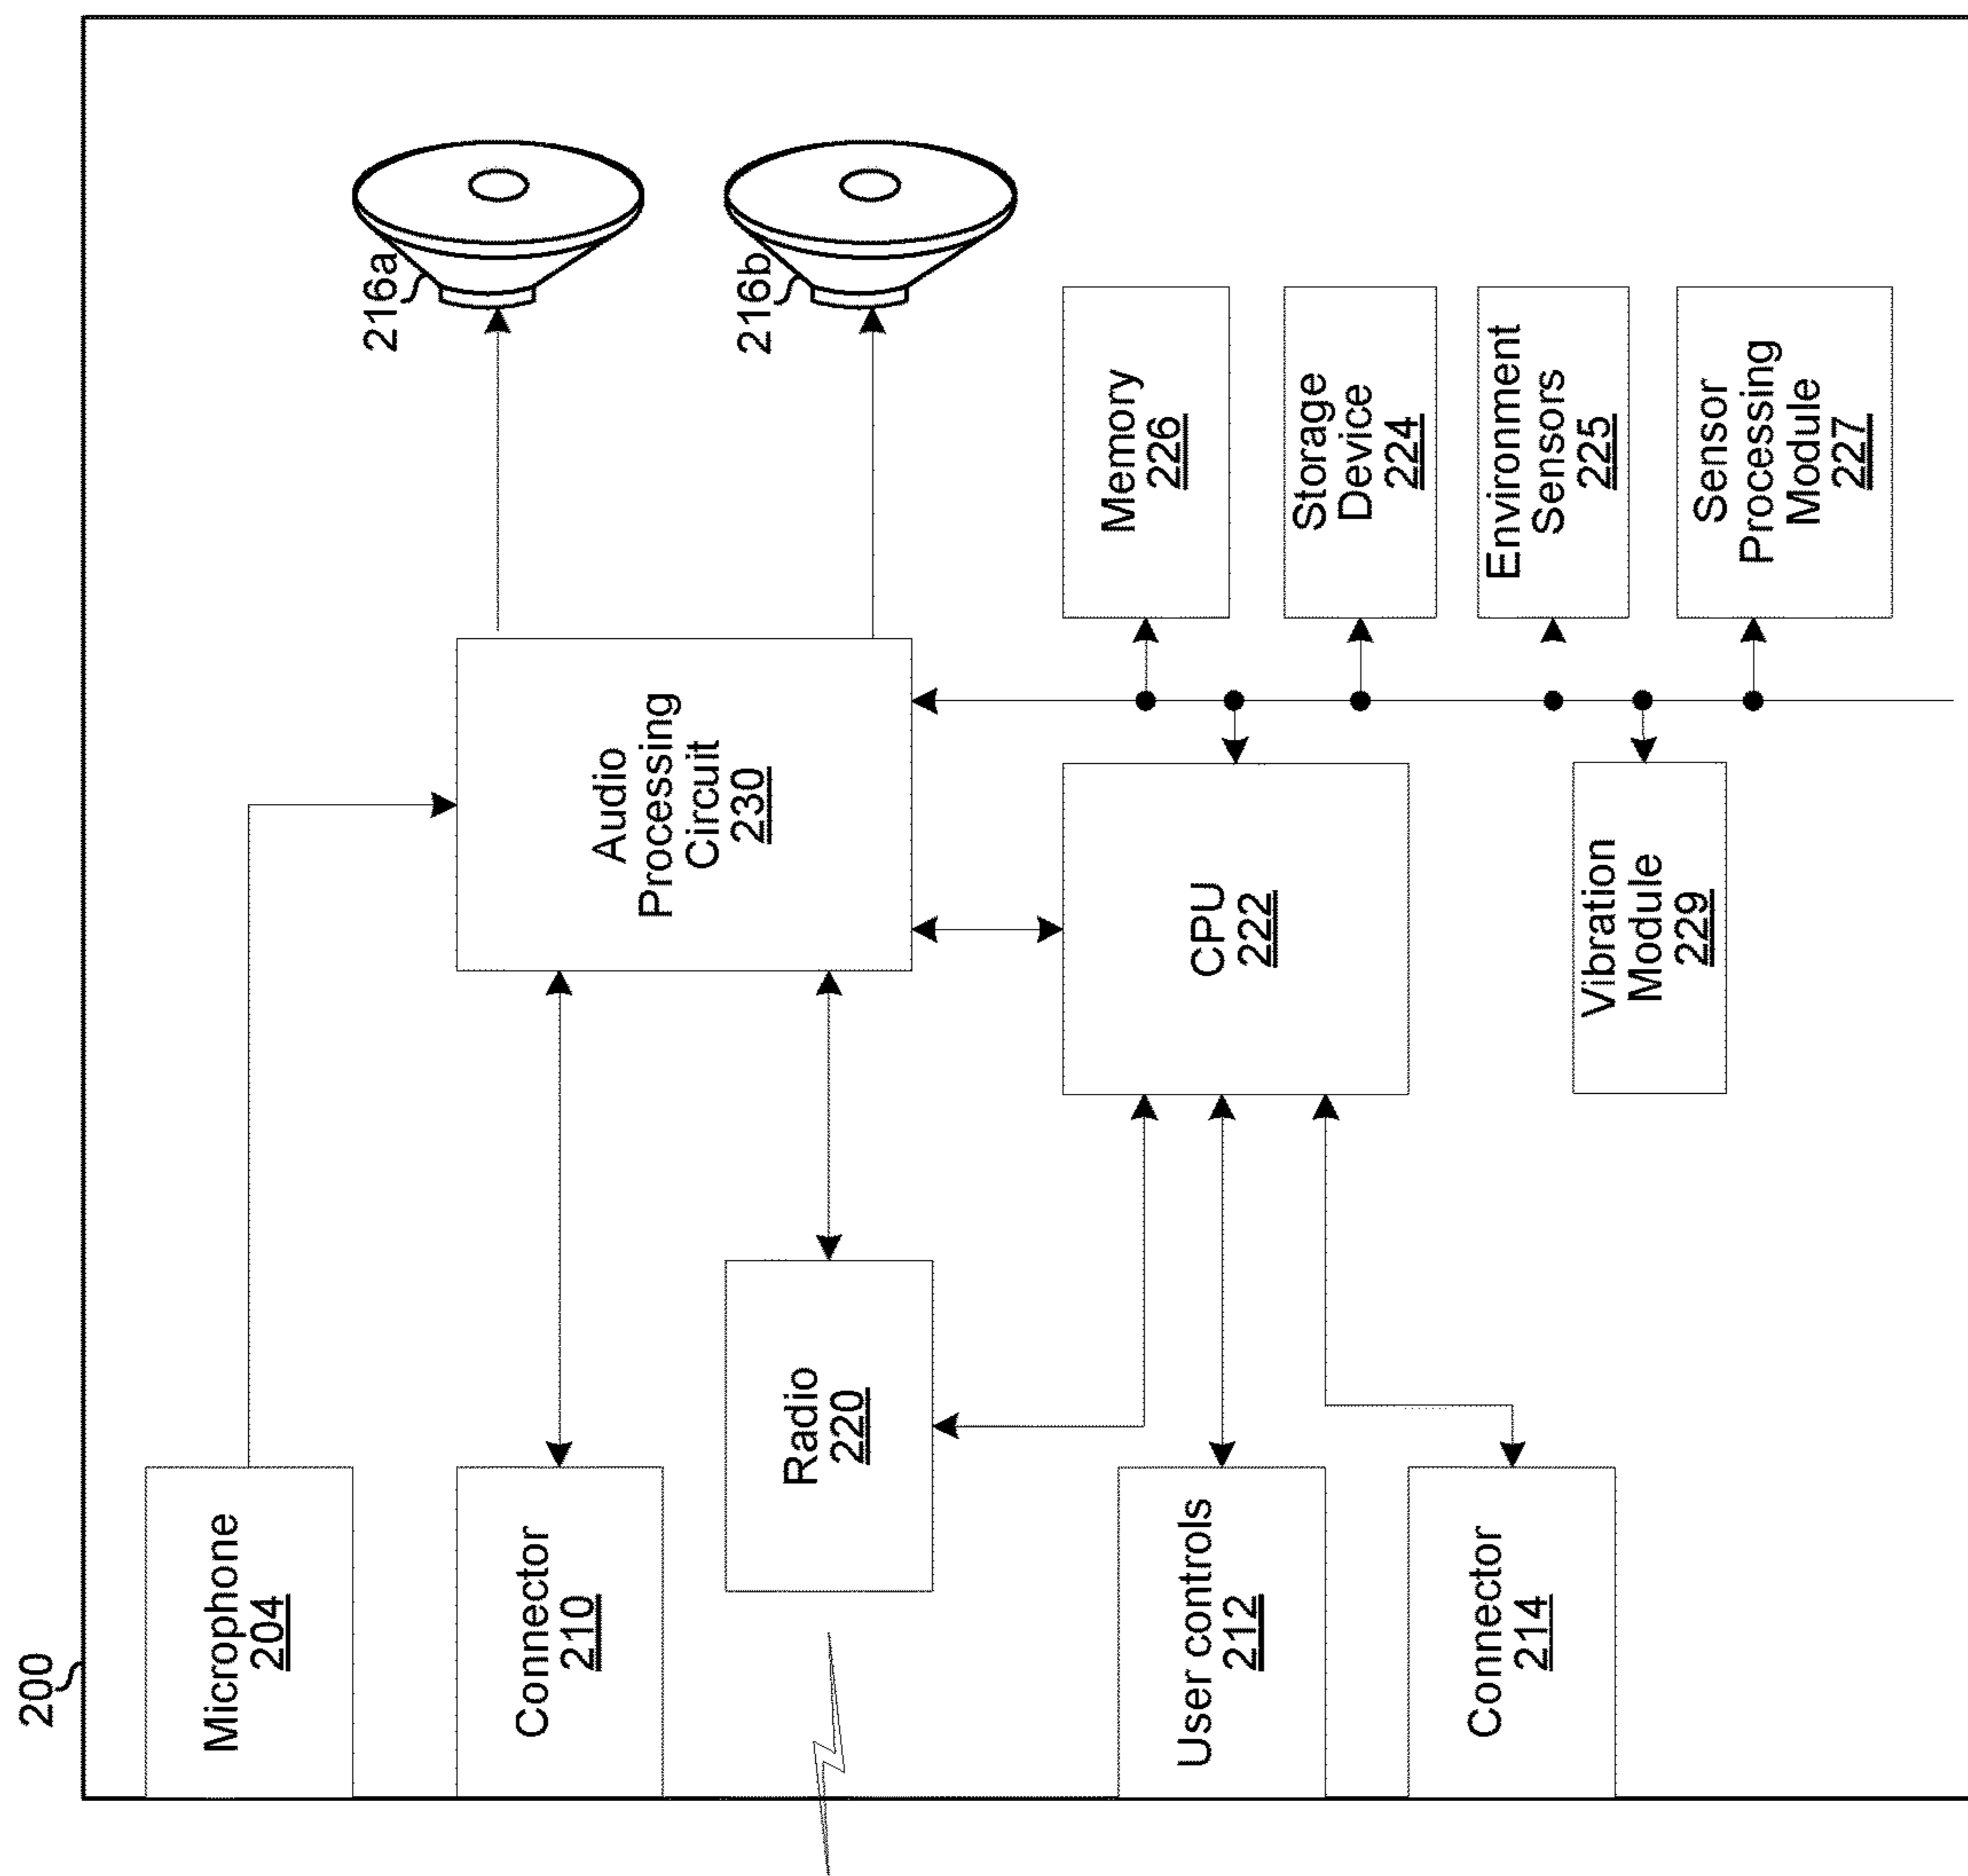 200
Microphone
204
Connector
210
Radio
220
User controls
212
Connector
214
Audio
Processing
Circuit
230
CPU
222
Vibration
Module
229
216a
216b
Memory
226
Storage
Device
224
Environment
Sensors
225
Sensor
Processing
Module
227